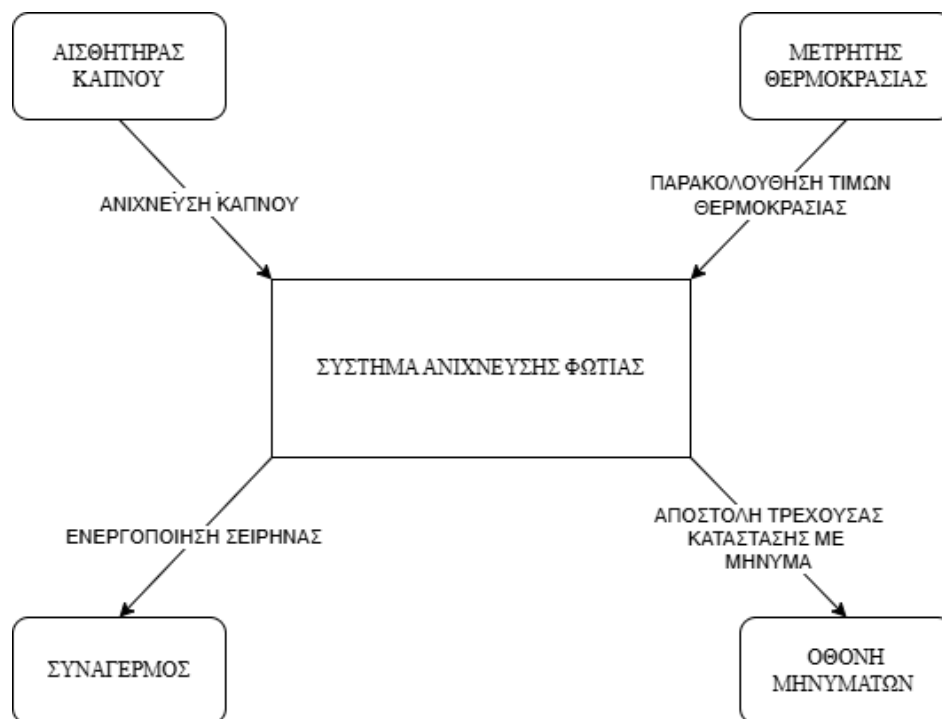 ΑΙΣΘΗΤΗΡΑΣ
ΚΑΠΝΟΥ
ΜΕΤΡΗΤΗΣ
ΘΕΡΜΟΚΡΑΣΙΑΣ
ΑΝΙΧΝΕΥΣΗ ΚΑΠΝΟΥ
ΠΑΡΑΚΟΛΟΥΘΗΣΗ ΤΙΜΩΝ
ΘΕΡΜΟΚΡΑΣΙΑΣ
ΣΥΣΤΗΜΑ ΑΝΙΧΝΕΥΣΗΣ ΦΩΤΙΑΣ
ΕΝΕΡΓΟΠΟΙΗΣΗ ΣΕΙΡΗΝΑΣ
ΑΠΟΣΤΟΛΗ ΤΡΕΧΟΥΣΑΣ
ΚΑΤΑΣΤΑΣΗΣ ΜΕ
ΜΗΝΥΜΑ
ΣΥΝΑΓΕΡΜΟΣ
ΟΘΟΝΗ
ΜΗΝΥΜΑΤΩΝ